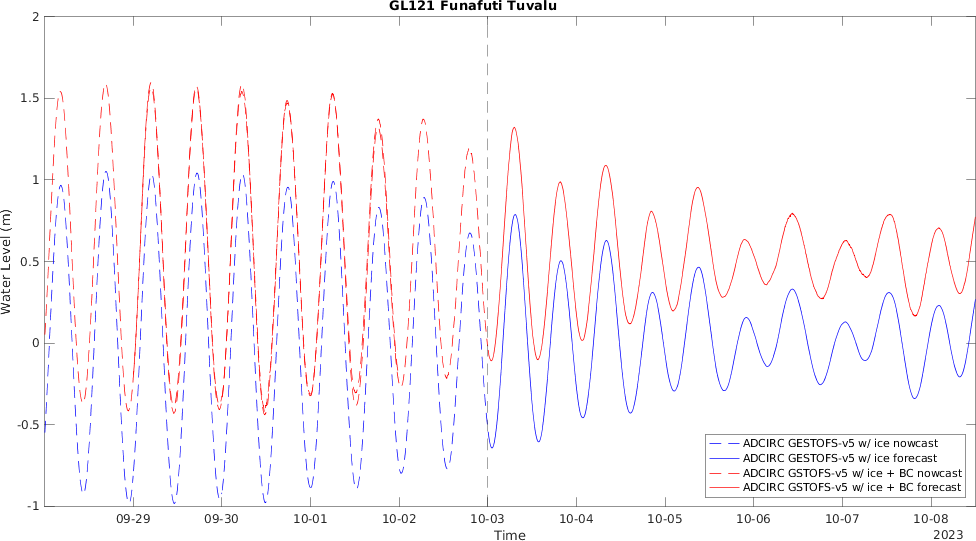 GL121 Funafuti Tuvalu
2
1.5
1
0.5
0
-0.5
-1
Water Level (m)
ADCIRC GESTOFS-v5 w/ ice nowcast
ADCIRC GESTOFS-v5 w/ ice forecast
ADCIRC GSTOFS-v5 w/ ice + BC nowcast
ADCIRC GSTOFS-v5 w/ ice + BC forecast
09-29 09-30 10-01 10-02 10-03 10-04 10-05 10-06 10-07 10-08
Time
2023